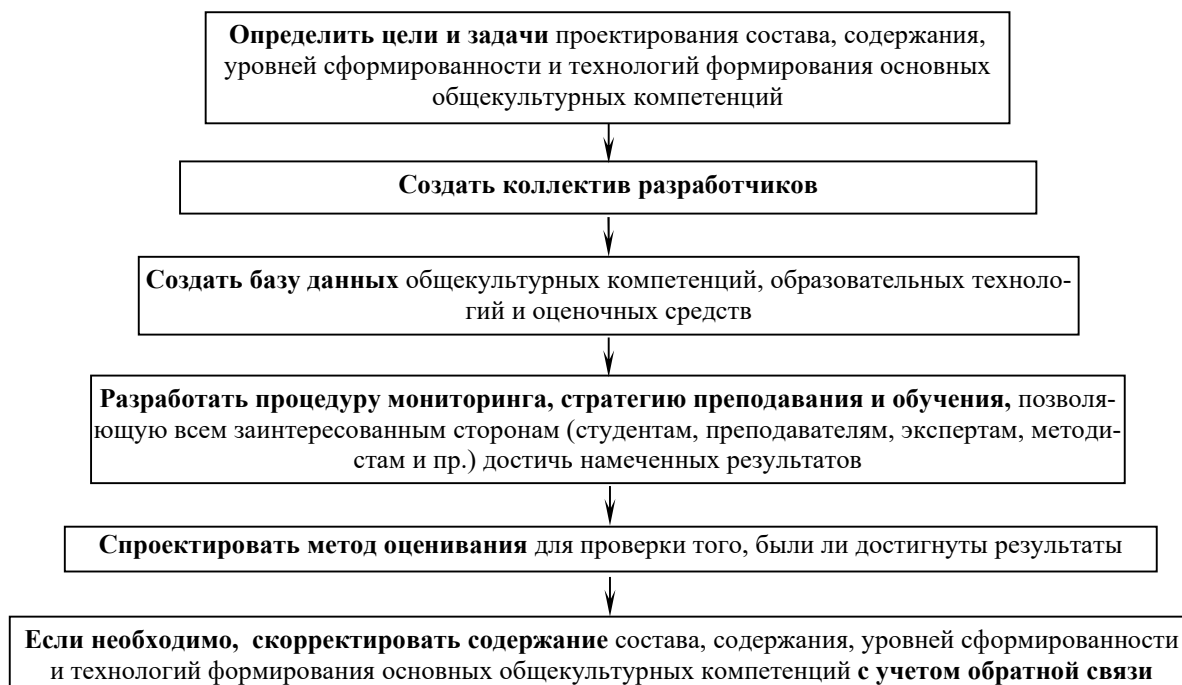 Определить цели и задачи проектирования состава, содержания,
уровней сформированности и технологий формирования основных
общекультурных компетенций
Создать коллектив разработчиков
Создать базу данных общекультурных компетенций, образовательных техноло-
гий и оценочных средств
Разработать процедуру мониторинга, стратегию преподавания и обучения, позволя-
ющую всем заинтересованным сторонам (студентам, преподавателям, экспертам, методи-
стам и пр.) достичь намеченных результатов
Спроектировать метод оценивания для проверки того, были ли достигнуты результаты
Если необходимо, скорректировать содержание состава, содержания, уровней сформированности
и технологий формирования основных общекультурных компетенций с учетом обратной связи